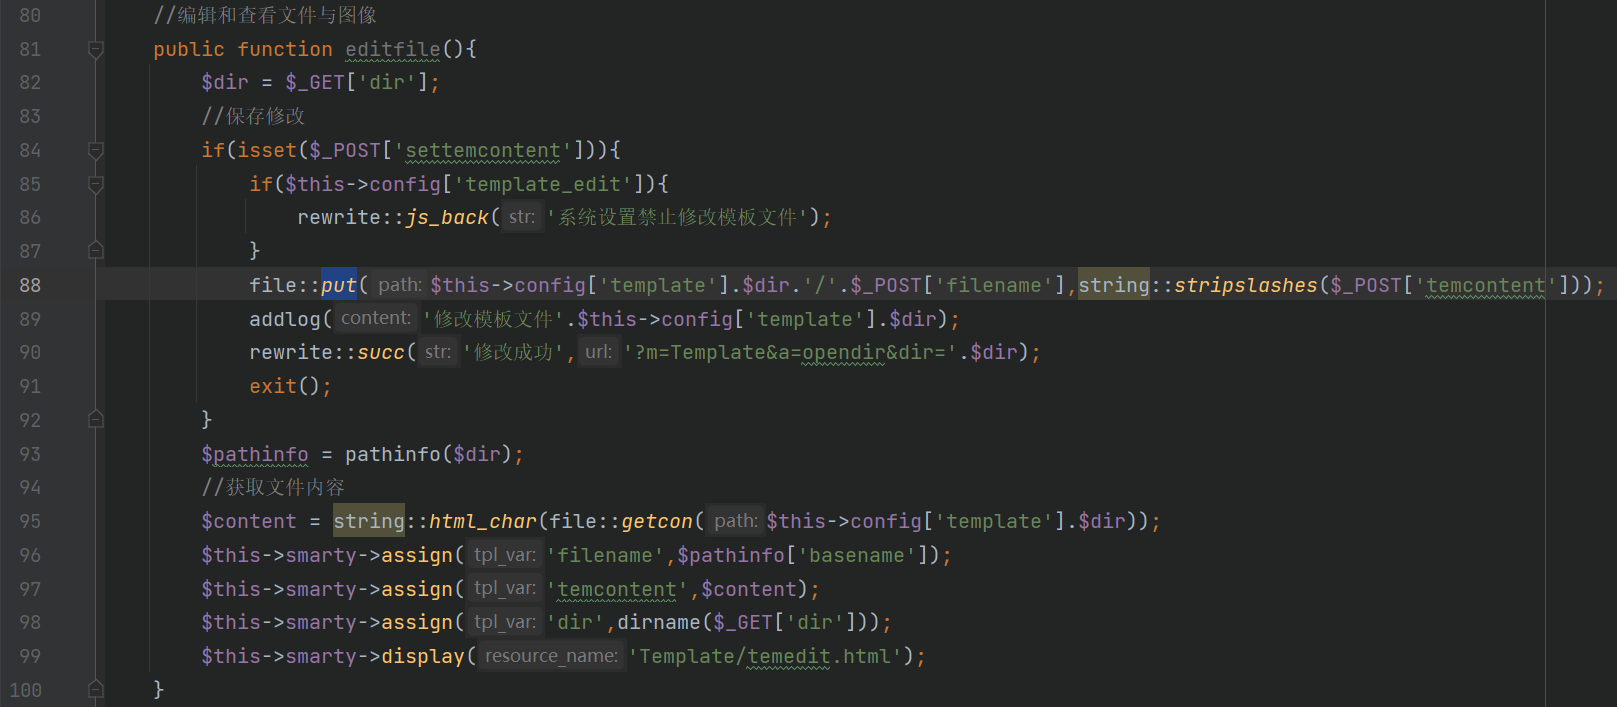 80 //编辑和查看文件与图像
81 public function editfile(){
82 $dir = $_GET['dir'];
83 //保存修改
84 if(isset($_POST['settemcontent'])){
85 if($this->config['template_edit']){
86 rewrite::js_back( str: '系统设置禁止修改模板文件');
87 }
88 file::put( path: $this->config['template'].$dir.'/'.$_POST['filename'],string::stripslashes($_POST['temcontent']));
89 addlog( content: '修改模板文件'.$this->config['template'].$dir);
90 rewrite::succ( str: '修改成功', url: '?m=Template&a=opendir&dir='.$dir);
91 exit();
92 }
93 $pathinfo = pathinfo($dir);
94 //获取文件内容
95 $content = string::html_char(file::getcon( path: $this->config['template'].$dir));
96 $this->smarty->assign( tpl_var: 'filename',$pathinfo['basename']);
97 $this->smarty->assign( tpl_var: 'temcontent',$content);
98 $this->smarty->assign( tpl_var: 'dir',dirname($_GET['dir']));
99 $this->smarty->display( resource_name: 'Template/temedit.html');
100 }